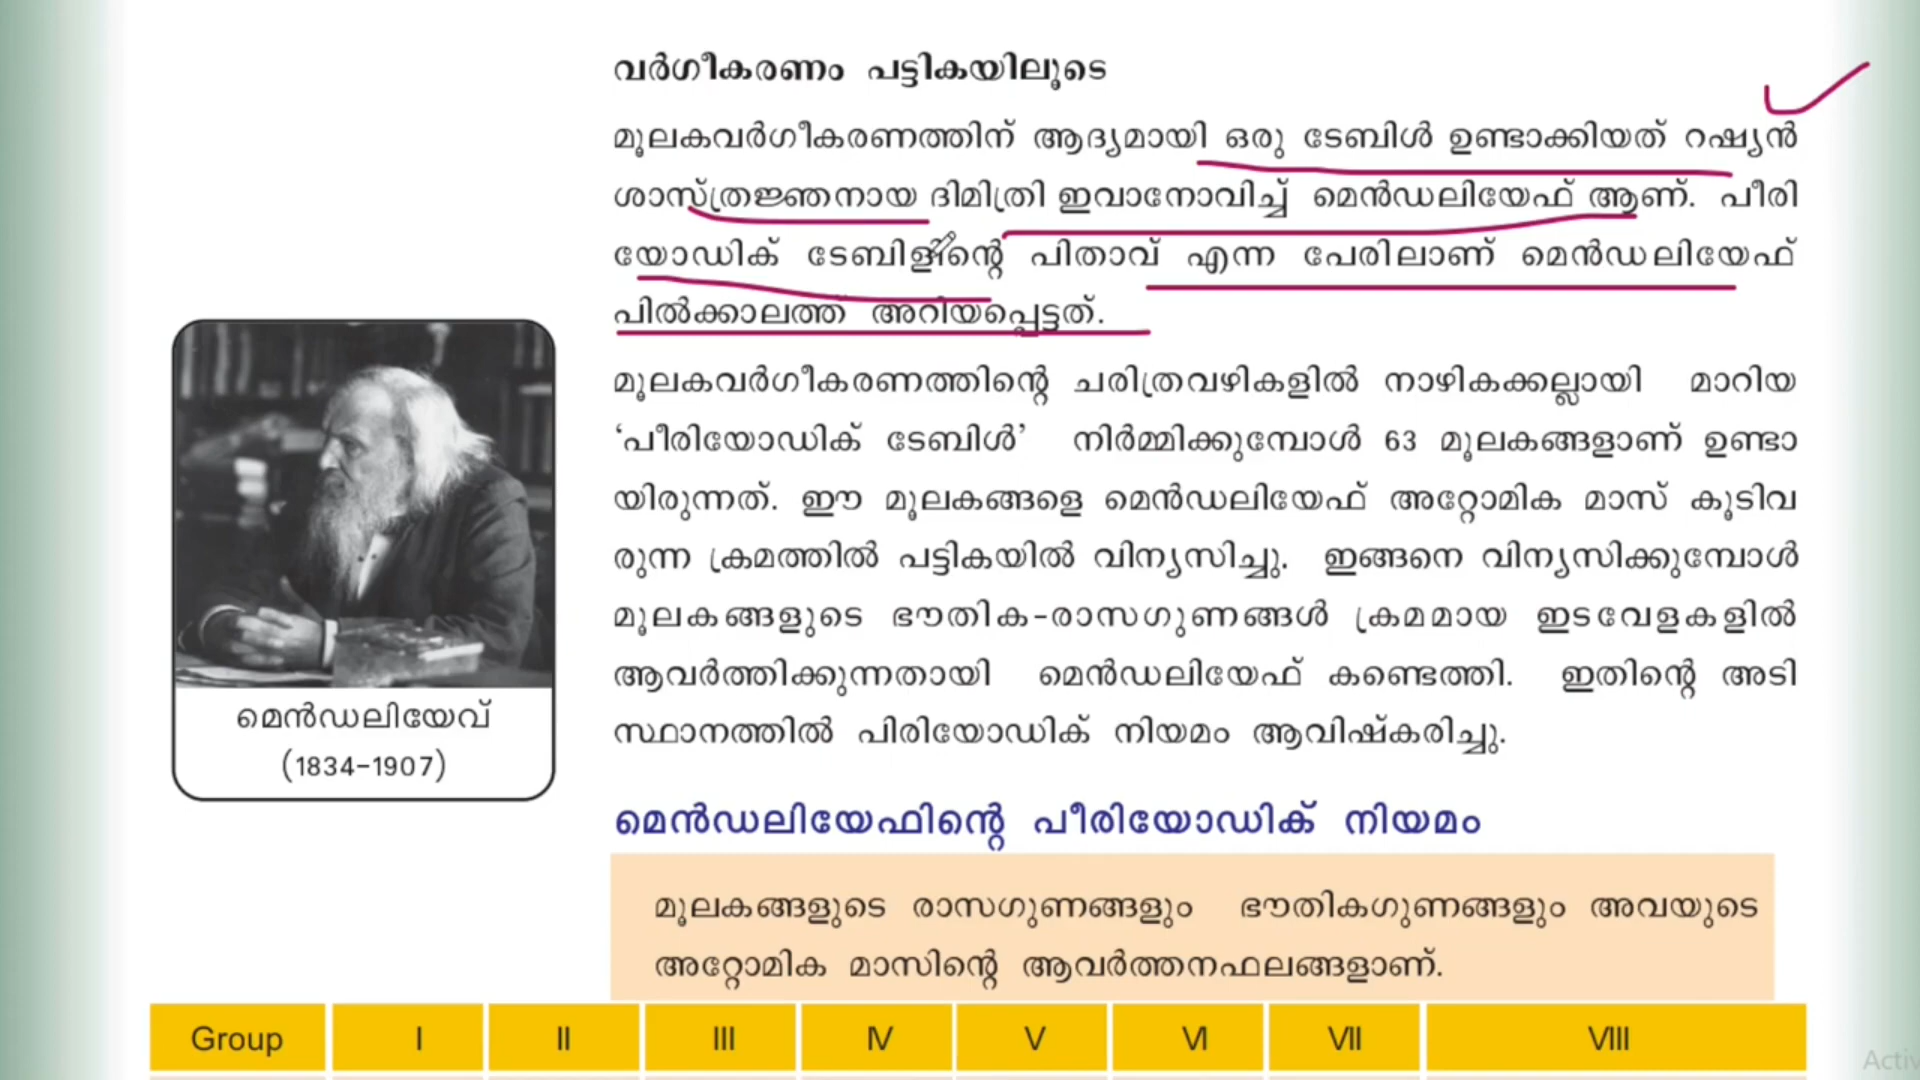 വർഗീകരണം പട്ടികയിലൂടെ
മൂലകവർഗീകരണത്തിന് ആദ്യമായി ഒരു ടേബിൾ ഉണ്ടാക്കിയത് റഷ്യൻ
ശാസ്ത്രജ്ഞനായ ദിമിത്രി ഇവാനോവിച്ച് മെൻഡലിയേഫ് ആണ്. പീരി
യോഡിക് ടേബിളിന്റെ പിതാവ് എന്ന പേരിലാണ് മെൻഡലിയേഫ്
പിൽക്കാലത്ത് അറിയപ്പെട്ടത്.
മൂലകവർഗീകരണത്തിന്റെ ചരിത്രവഴികളിൽ നാഴികക്കല്ലായി മാറിയ
‘പീരിയോഡിക് ടേബിൾ’ നിർമ്മിക്കുമ്പോൾ 63 മൂലകങ്ങളാണ് ഉണ്ടാ
യിരുന്നത്. ഈ മൂലകങ്ങളെ മെൻഡലിയേഫ് അറ്റോമിക മാസ് കൂടിവ
രുന്ന ക്രമത്തിൽ പട്ടികയിൽ വിന്യസിച്ചു. ഇങ്ങനെ വിന്യസിക്കുമ്പോൾ
മൂലകങ്ങളുടെ ഭൗതിക-രാസഗുണങ്ങൾ ക്രമമായ ഇടവേളകളിൽ
ആവർത്തിക്കുന്നതായി മെൻഡലിയേഫ് കണ്ടെത്തി. ഇതിന്റെ അടി
സ്ഥാനത്തിൽ പിരിയോഡിക് നിയമം ആവിഷ്കരിച്ചു.
മെൻഡലിയേവ്
(1834-1907)
മെൻഡലിയേഫിന്റെ പീരിയോഡിക് നിയമം
മൂലകങ്ങളുടെ രാസഗുണങ്ങളും ഭൗതികഗുണങ്ങളും അവയുടെ
അറ്റോമിക മാസിന്റെ ആവർത്തനഫലങ്ങളാണ്.
Group I II III IV V VI VII VIII